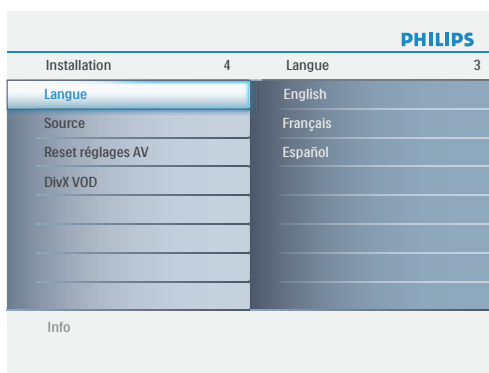 PHILIPS
Installation 4 Langue 3
Langue English
Source Français
Reset réglages AV Español
DivX VOD
Info